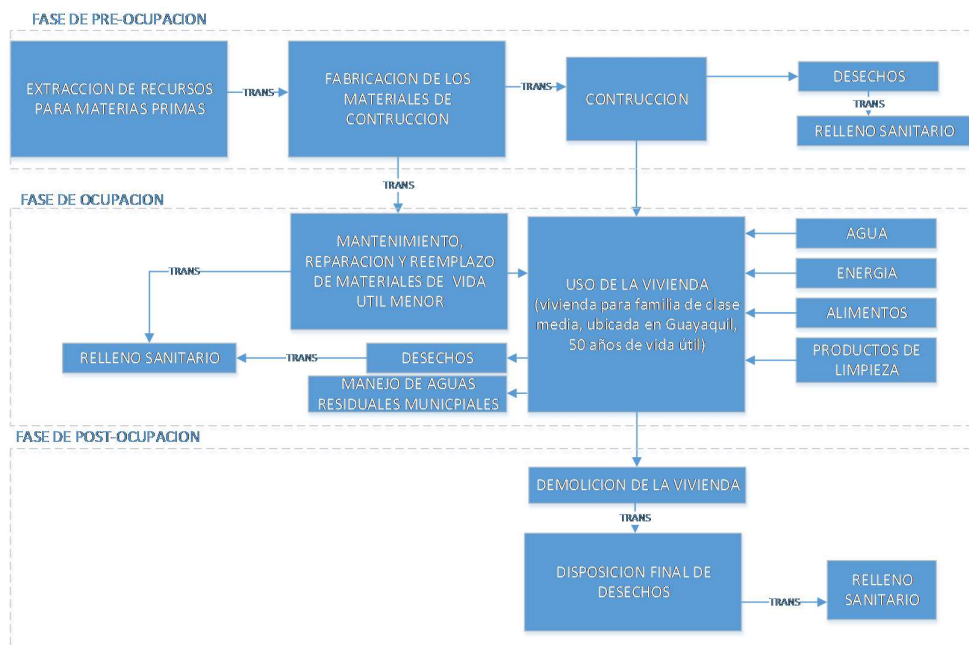 FASE DE PRE-OCUPACION
EXTRACCION DE RECURSOS
PARA MATERIAS PRIMAS
TRANS
FABRICACION DE LOS
MATERIALES DE
CONTRUCCION
TRANS
CONTRUCCION
DESECHOS
TRANS
RELLENO SANITARIO
TRANS
FASE DE OCUPACION
MANTENIMIENTO,
REPARACION Y REEMPLAZO
DE MATERIALES DE VIDA
UTIL MENOR
TRANS
USO DE LA VIVIENDA
(vivienda para familia de clase
media, ubicada en Guayaquil,
50 años de vida útil)
AGUA
ENERGIA
ALIMENTOS
PRODUCTOS DE
LIMPIEZA
RELLENO SANITARIO
TRANS
DESECHOS
MANEJO DE AGUAS
RESIDUALES MUNICPIALES
FASE DE POST-OCUPACION
DEMOLICION DE LA VIVIENDA
TRANS
DISPOSICION FINAL DE
DESECHOS
TRANS
RELLENO
SANITARIO